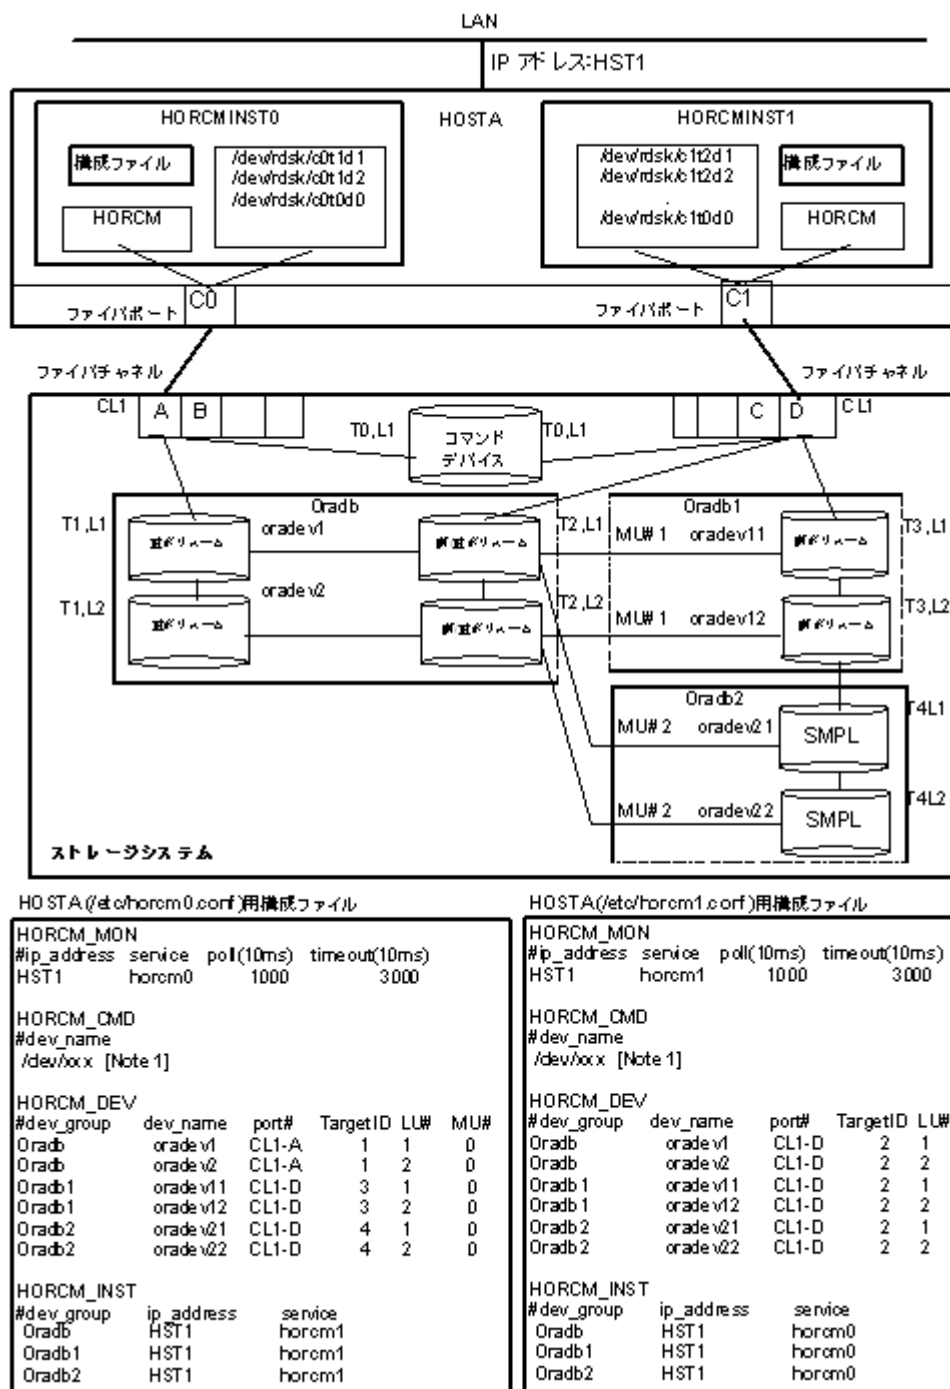 LAN
IP アドレス:HST1
HORCMINST0
HOSTA
HORCMINST1
構成ファイル
/dev/rdsk/c0t1d1
/dev/rdsk/c0t1d2
/dev/rdsk/c0t0d0
HORCM
/dev/rdsk/c1t2d1
/dev/rdsk/c1t2d2
/dev/rdsk/c1t0d0
構成ファイル
HORCM
ファイバポート
C0
ファイバポート
C1
ファイバチャネル
ファイバチャネル
CL1
A
B
T0,L1
コマンド
デバイス
T0,L1
C
D
CL1
Oradb
Oradb1
T1,L1
oradev1
T2,L1
MU# 1
oradev11
T3,L1
T1,L2
oradev2
T2,L2
MU# 1
oradev12
T3,L2
Oradb2
MU# 2
oradev21
SMPL
T4L1
MU# 2
oradev22
SMPL
T4L2
ストレージシステム
HOSTA(/etc/horcm0.conf)用構成ファイル
HORCM_MON
#ip_address service poll(10ms) timeout(10ms)
HST1 horcm0 1000 3000
HORCM_CMD
#dev_name
/dev/xxx [Note 1]
HORCM_DEV
#dev_group dev_name port# TargetID LU# MU#
Oradb oradev1 CL1-A 1 1 0
Oradb oradev2 CL1-A 1 2 0
Oradb1 oradev11 CL1-D 3 1 0
Oradb1 oradev12 CL1-D 3 2 0
Oradb2 oradev21 CL1-D 4 1 0
Oradb2 oradev22 CL1-D 4 2 0
HORCM_INST
#dev_group ip_address service
Oradb HST1 horcm1
Oradb1 HST1 horcm1
Oradb2 HST1 horcm1
HOSTA(/etc/horcm1.conf)用構成ファイル
HORCM_MON
#ip_address service poll(10ms) timeout(10ms)
HST1 horcm1 1000 3000
HORCM_CMD
#dev_name
/dev/xxx [Note 1]
HORCM_DEV
#dev_group dev_name port# TargetID LU#
Oradb oradev1 CL1-D 2 1
Oradb oradev2 CL1-D 2 2
Oradb1 oradev11 CL1-D 2 1
Oradb1 oradev12 CL1-D 2 2
Oradb2 oradev21 CL1-D 2 1
Oradb2 oradev22 CL1-D 2 2
HORCM_INST
#dev_group ip_address service
Oradb HST1 horcm0
Oradb1 HST1 horcm0
Oradb2 HST1 horcm0